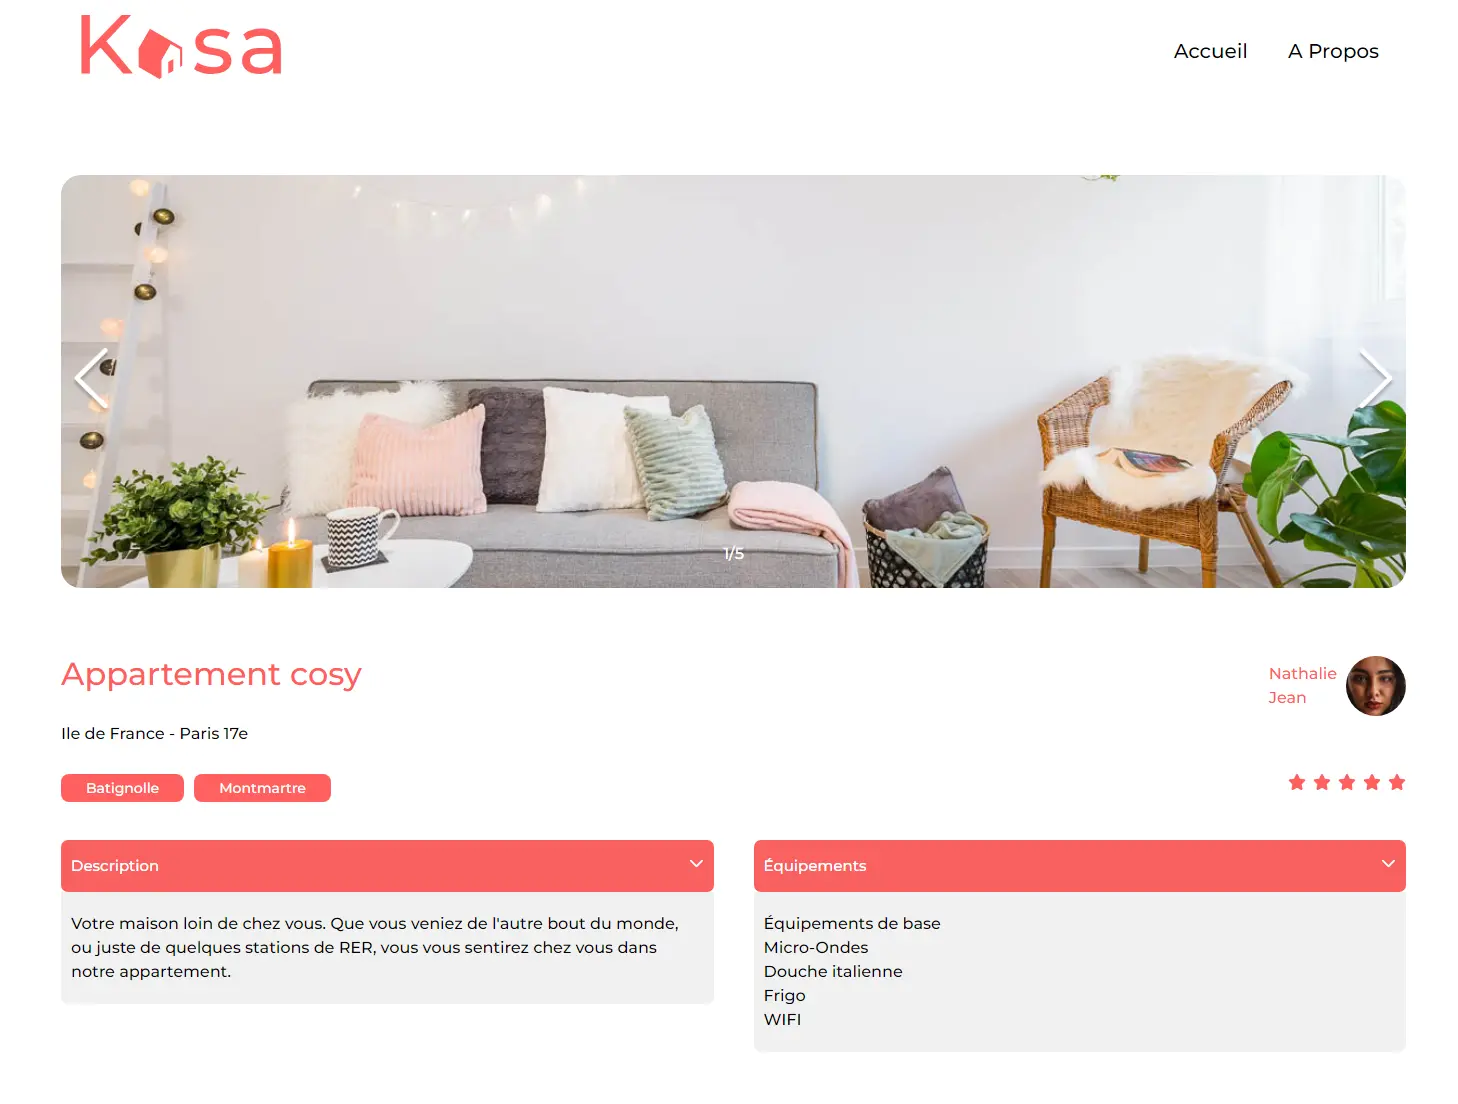 Kasa
Accueil
A Propos
1/5
Appartement cosy
Nathalie
Jean
Ile de France - Paris 17e
Batignolle
Montmartre
Description
Votre maison loin de chez vous. Que vous veniez de l'autre bout du monde,
ou juste de quelques stations de RER, vous vous sentirez chez vous dans
notre appartement.
Équipements
Équipements de base
Micro-Ondes
Douche italienne
Frigo
WIFI